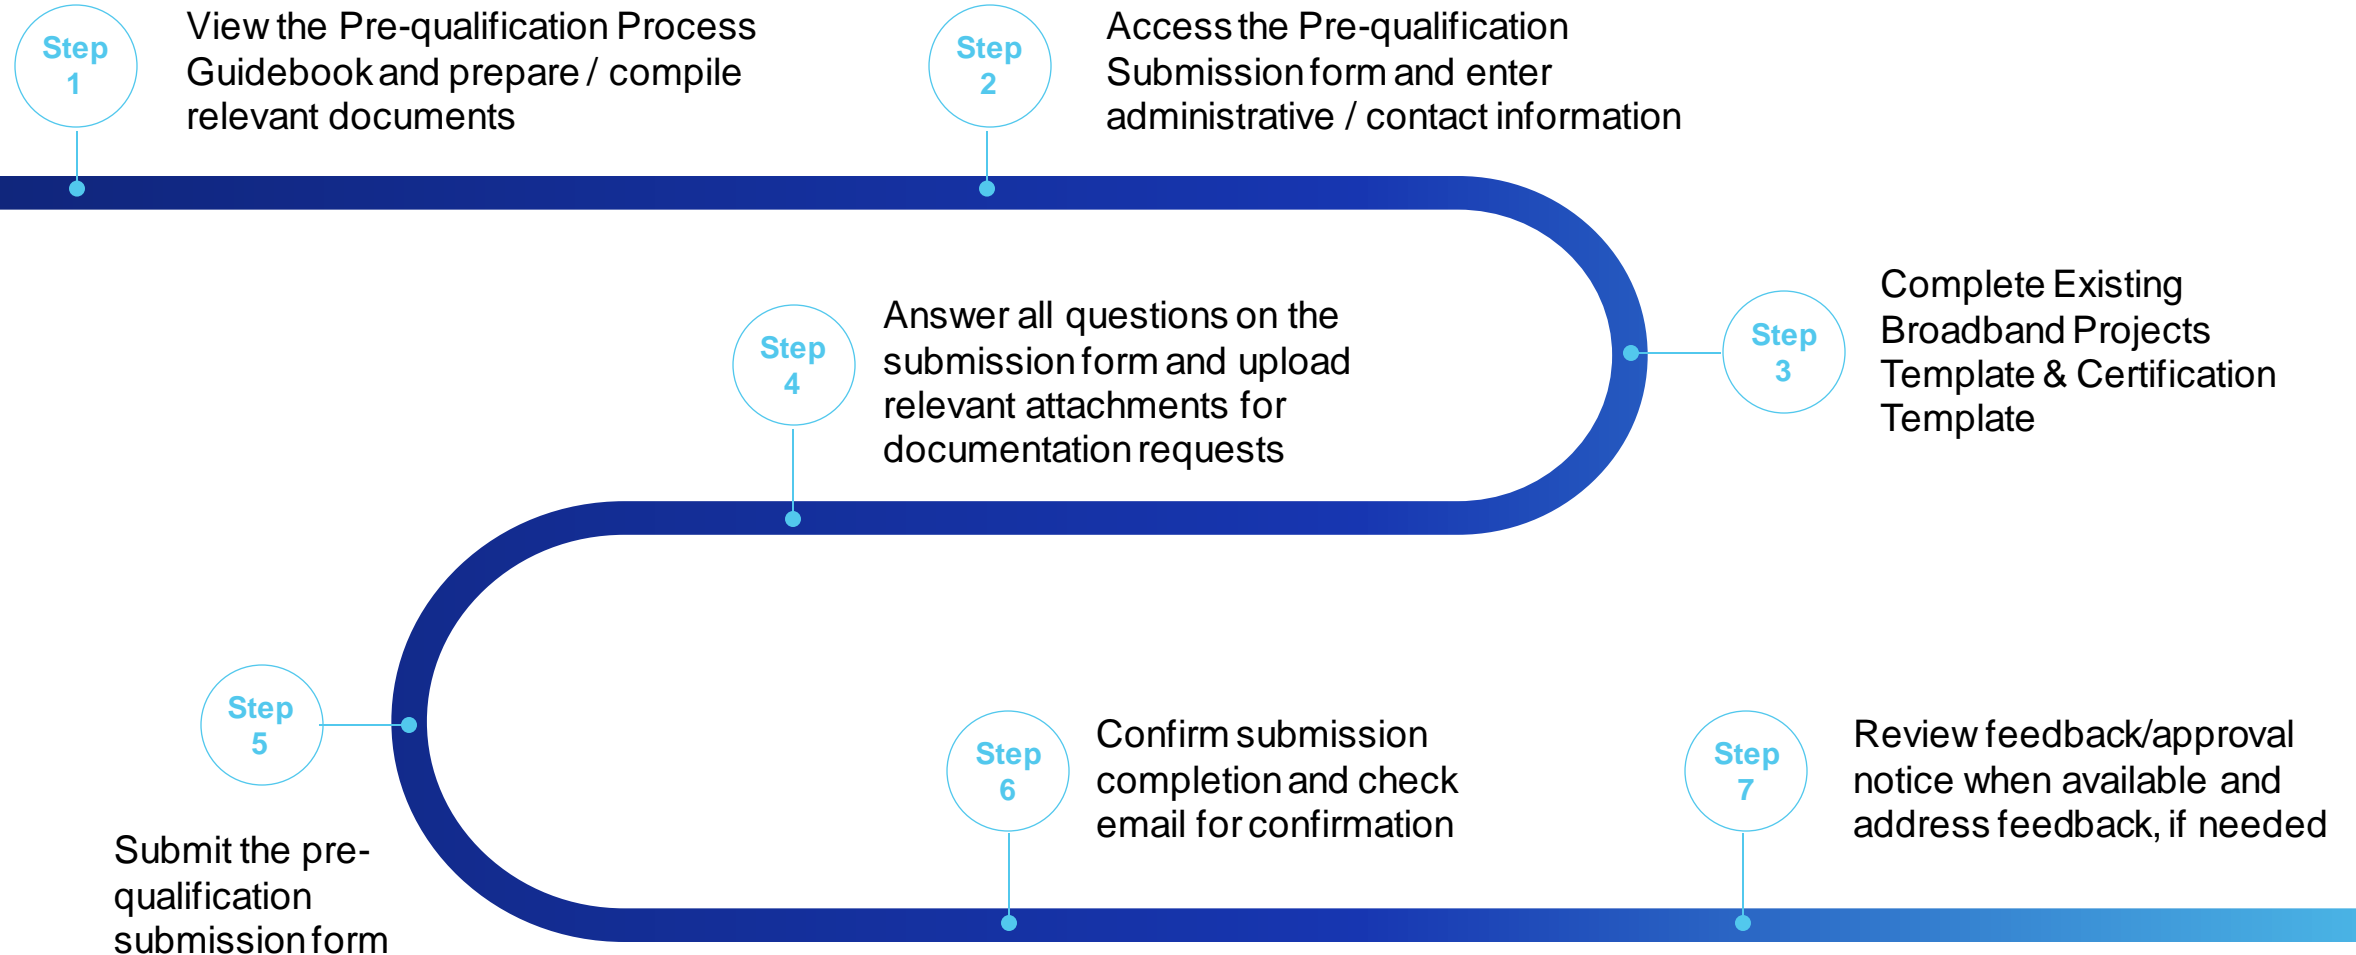 Step
1
View the Pre-qualification Process
Guidebook and prepare / compile
relevant documents
Step
2
Access the Pre-qualification
Submission form and enter
administrative / contact information
Step
3
Complete Existing
Broadband Projects
Template & Certification
Template
Step
4
Answer all questions on the
submission form and upload
relevant attachments for
documentation requests
Step
5
Submit the pre-
qualification
submission form
Step
6
Confirm submission
completion and check
email for confirmation
Step
7
Review feedback/approval
notice when available and
address feedback, if needed